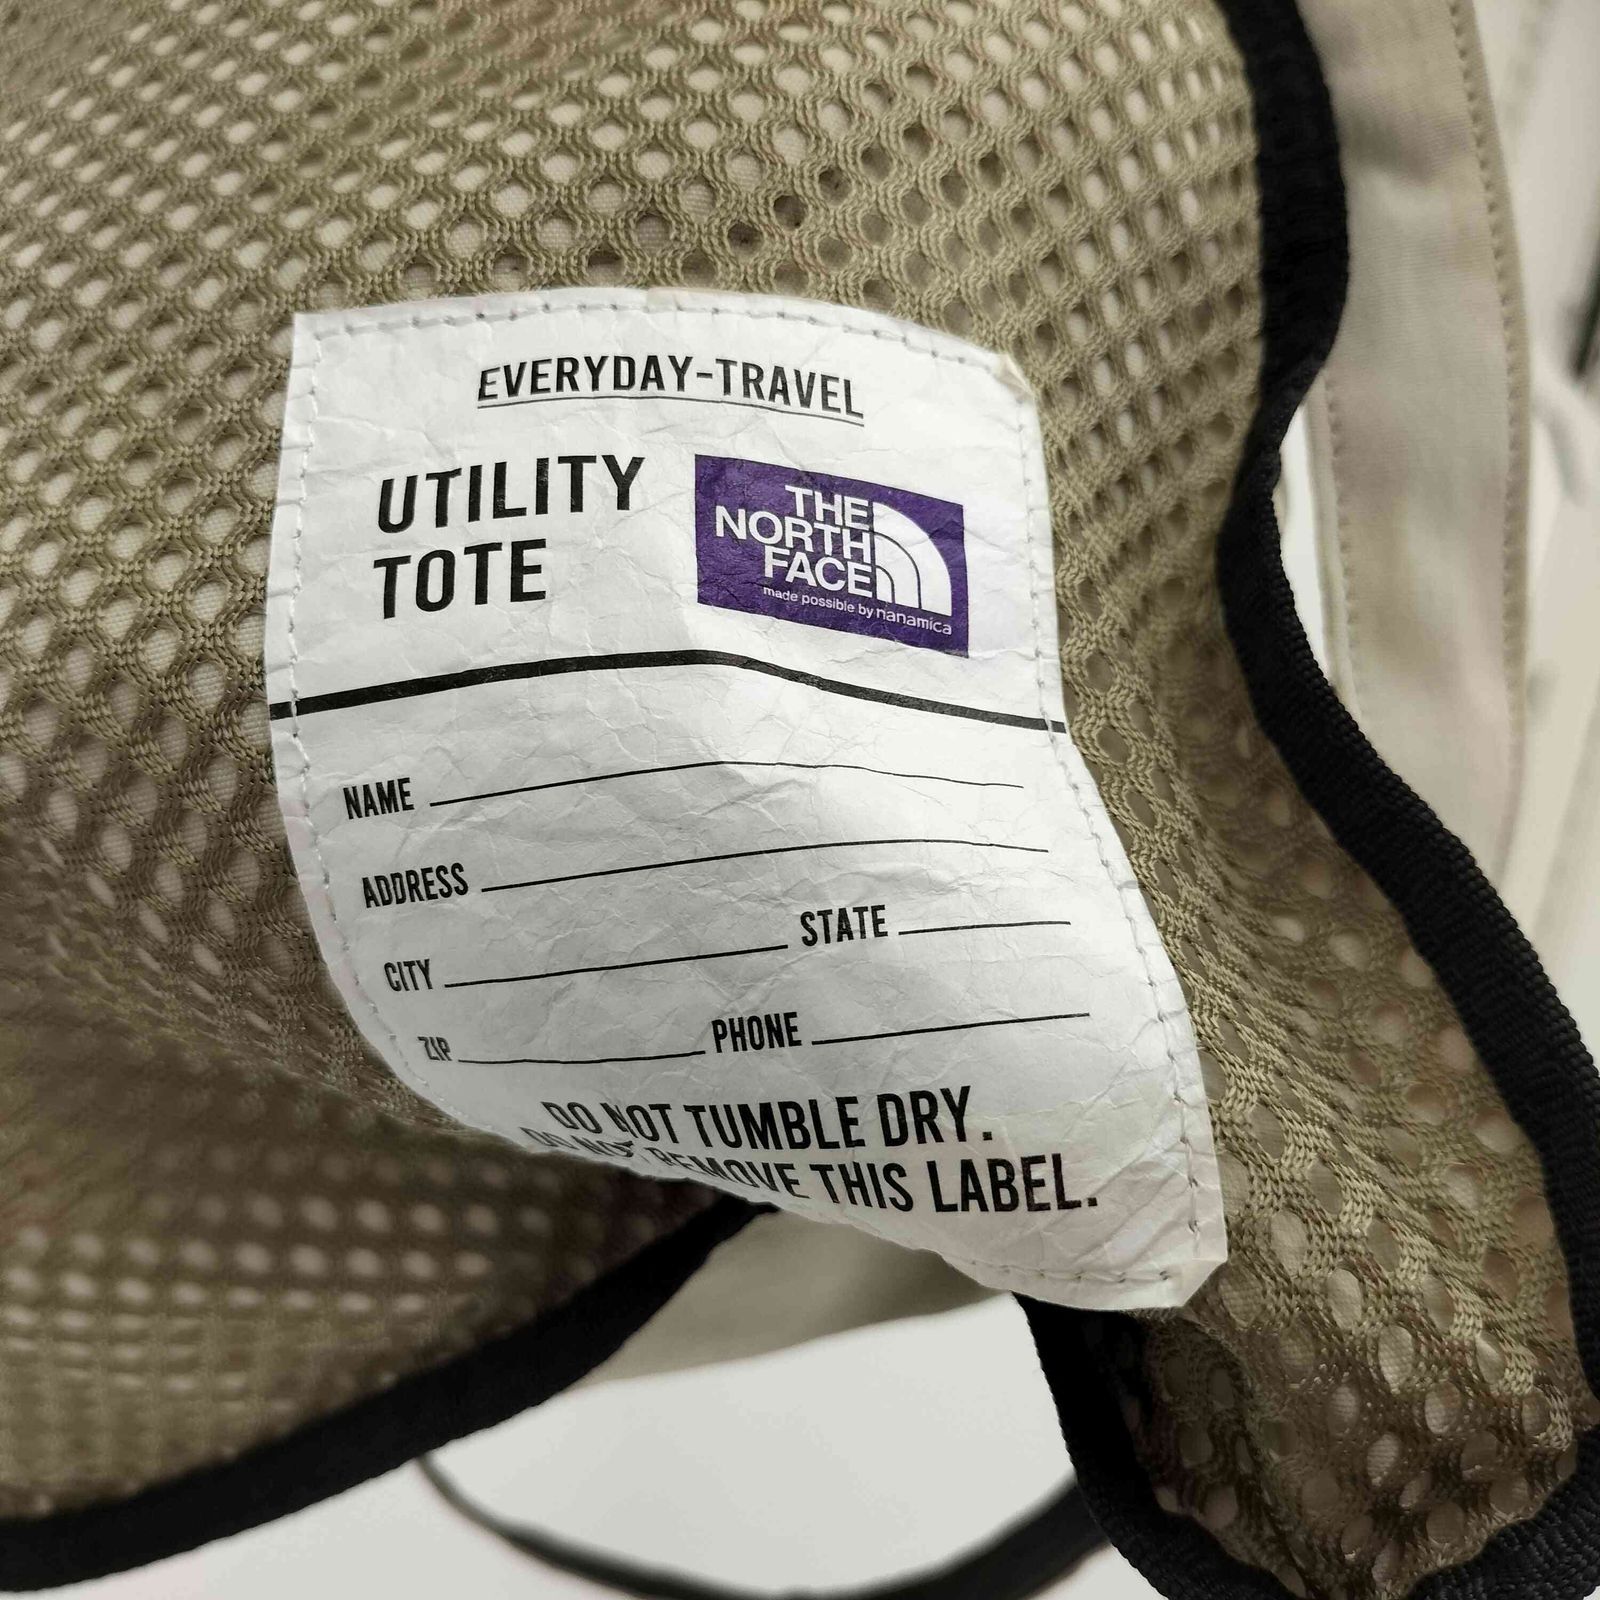 EVERYDAY-TRAVEL
UTILITY
TOTE
THE
NORTH
FACE
made possible by nanamica
NAME
ADDRESS
CITY STATE
ZIP PHONE
DO NOT TUMBLE DRY.
DO NOT REMOVE THIS LABEL.